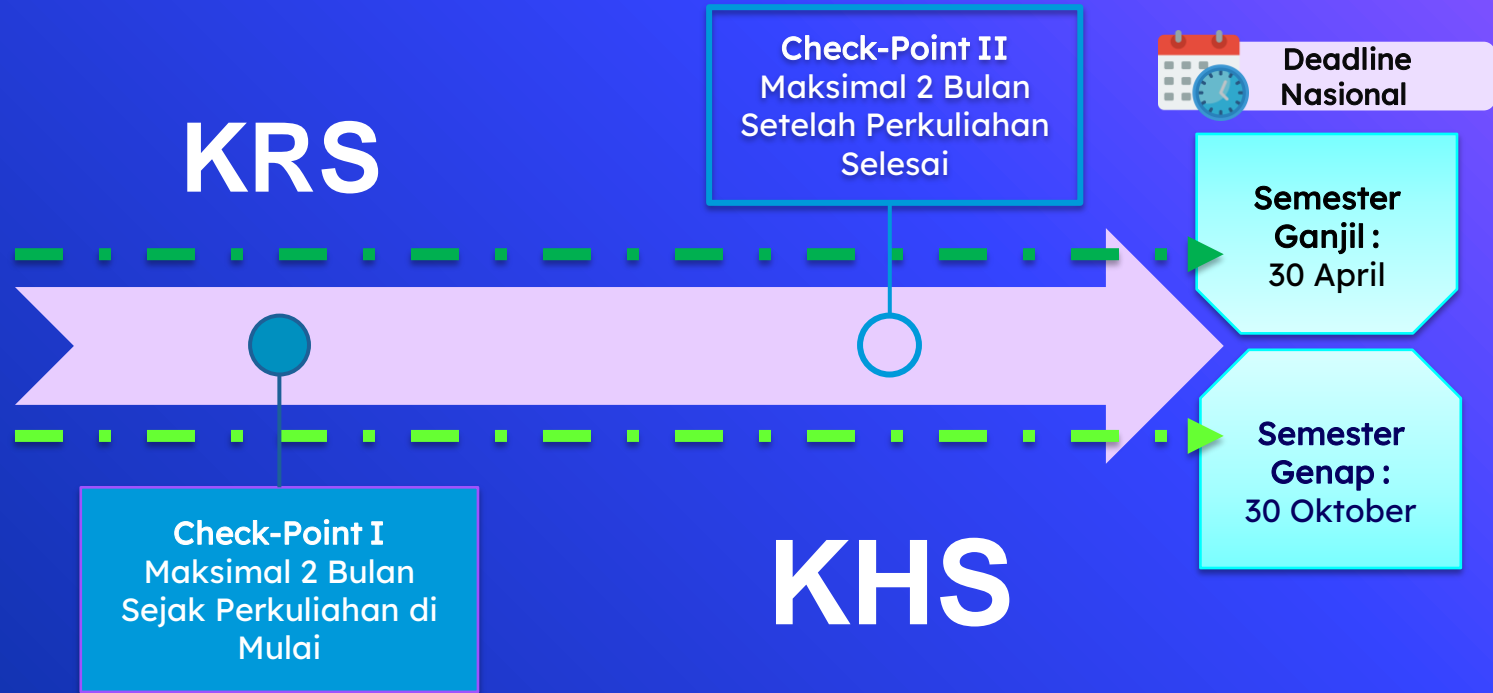 KRS
Check-Point I
Maksimal 2 Bulan
Sejak Perkuliahan di
Mulai
Check-Point II
Maksimal 2 Bulan
Setelah Perkuliahan
Selesai
KHS
Deadline
Nasional
Semester
Ganjil :
30 April
Semester
Genap :
30 Oktober